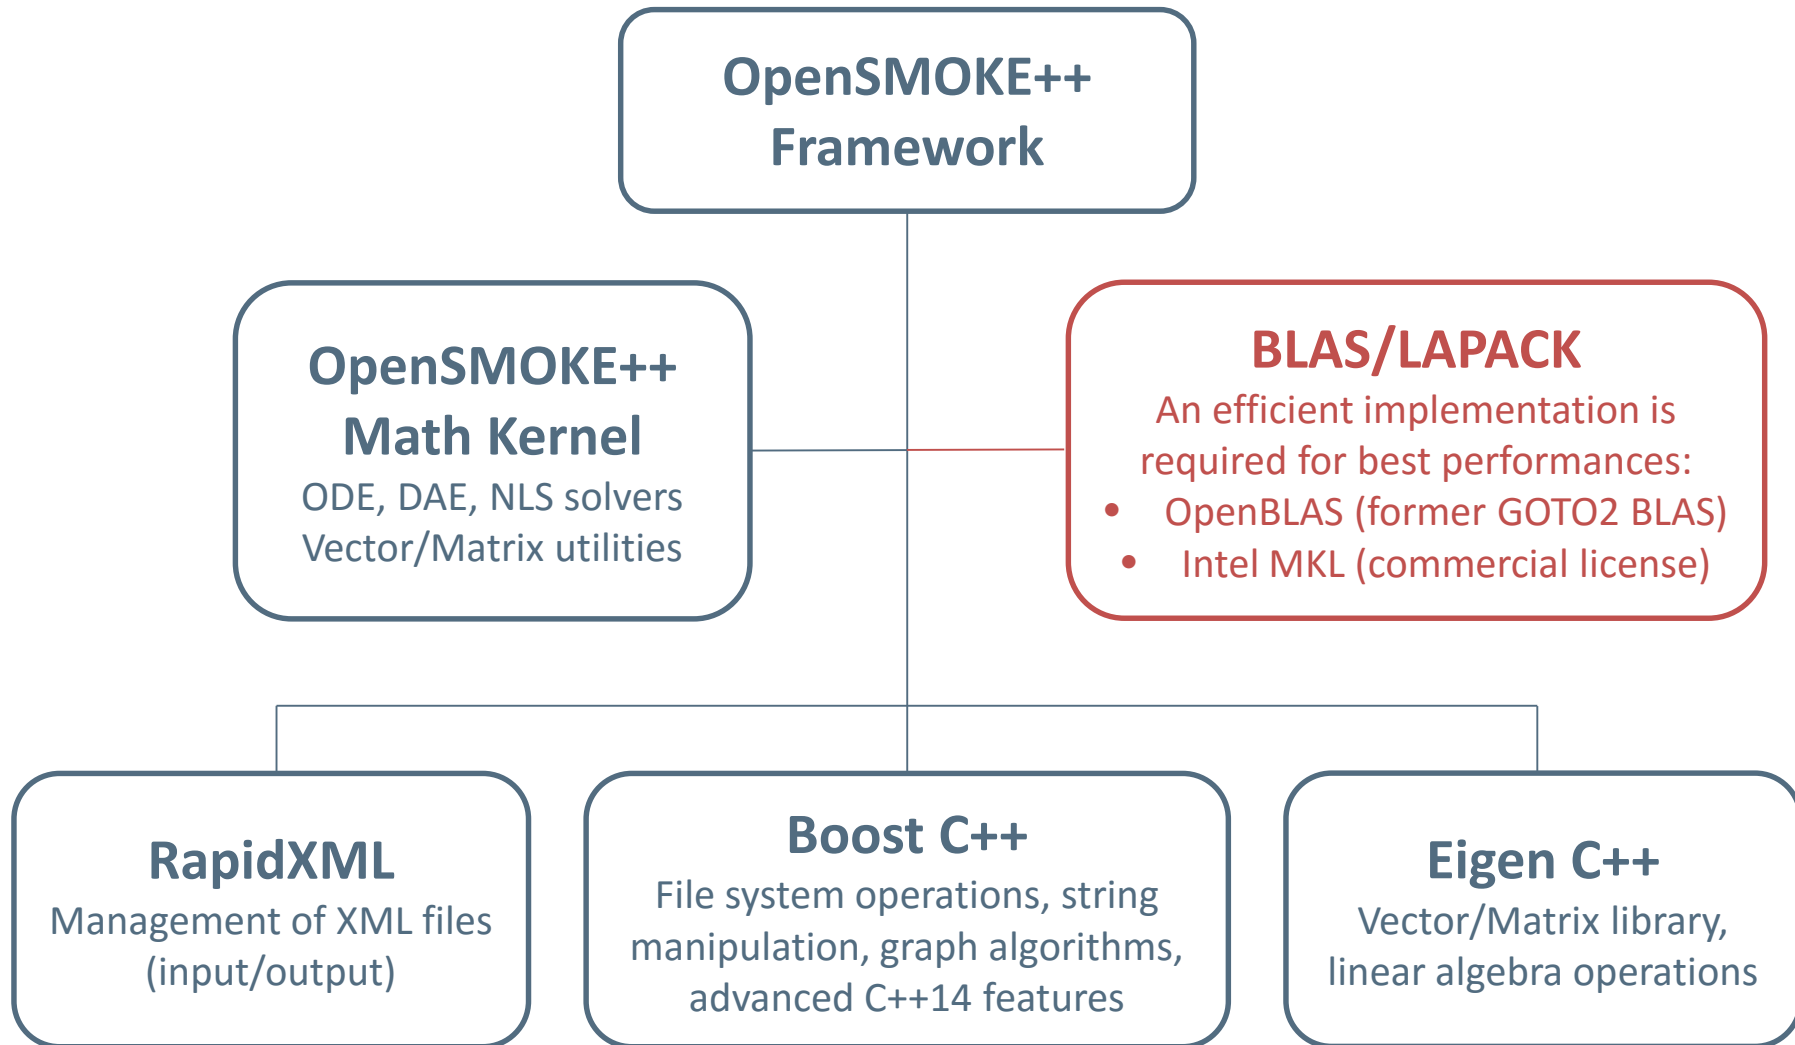 OpenSMOKE++
Framework
OpenSMOKE++
Math Kernel
ODE, DAE, NLS solvers
Vector/Matrix utilities
BLAS/LAPACK
An efficient implementation is
required for best performances:
• OpenBLAS (former GOTO2 BLAS)
• Intel MKL (commercial license)
RapidXML
Management of XML files
(input/output)
Boost C++
File system operations, string
manipulation, graph algorithms,
advanced C++14 features
Eigen C++
Vector/Matrix library,
linear algebra operations